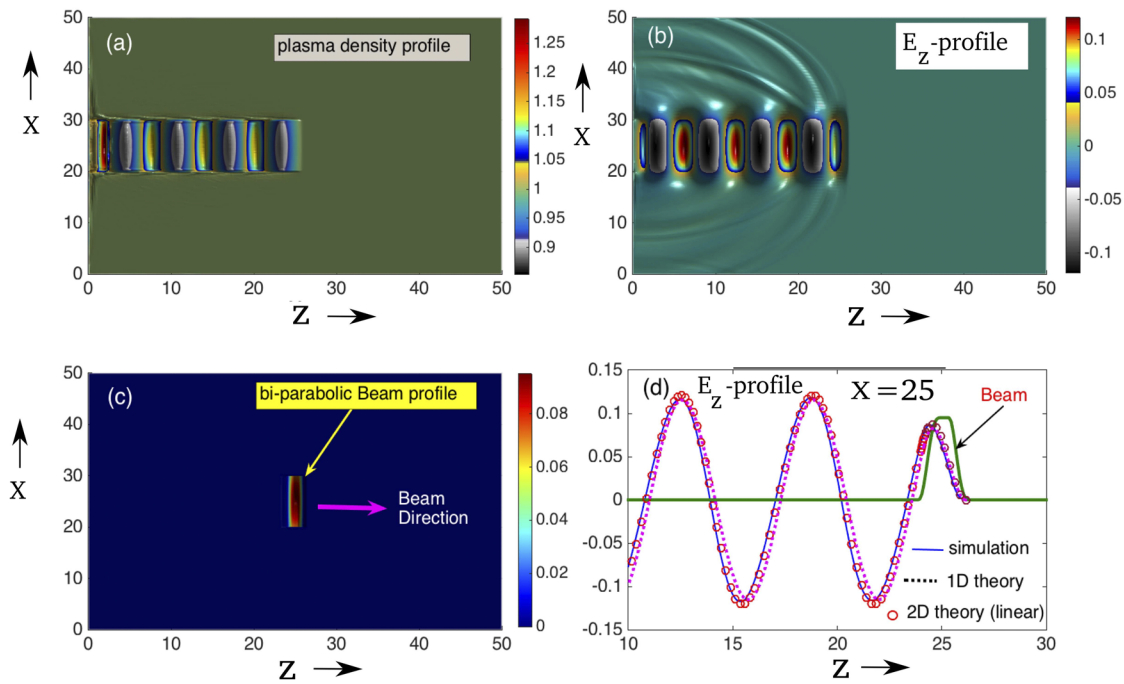 (a)
plasma density profile
50
40
30
20
10
0
X
0 10 20 30 40 50
Z
1.25
1.2
1.15
1.1
1.05
1
0.95
0.9
(b)
E_z-profile
50
40
30
20
10
0
X
0 10 20 30 40 50
Z
0.1
0.05
0
-0.05
-0.1
(c)
bi-parabolic Beam profile
Beam
Direction
50
40
30
20
10
0
X
0 10 20 30 40 50
Z
0.08
0.06
0.04
0.02
0
(d) E_z-profile X = 25
Beam
0.15
0.1
0.05
0
-0.05
-0.1
-0.15
simulation
1D theory
2D theory (linear)
10 15 20 25 30
Z